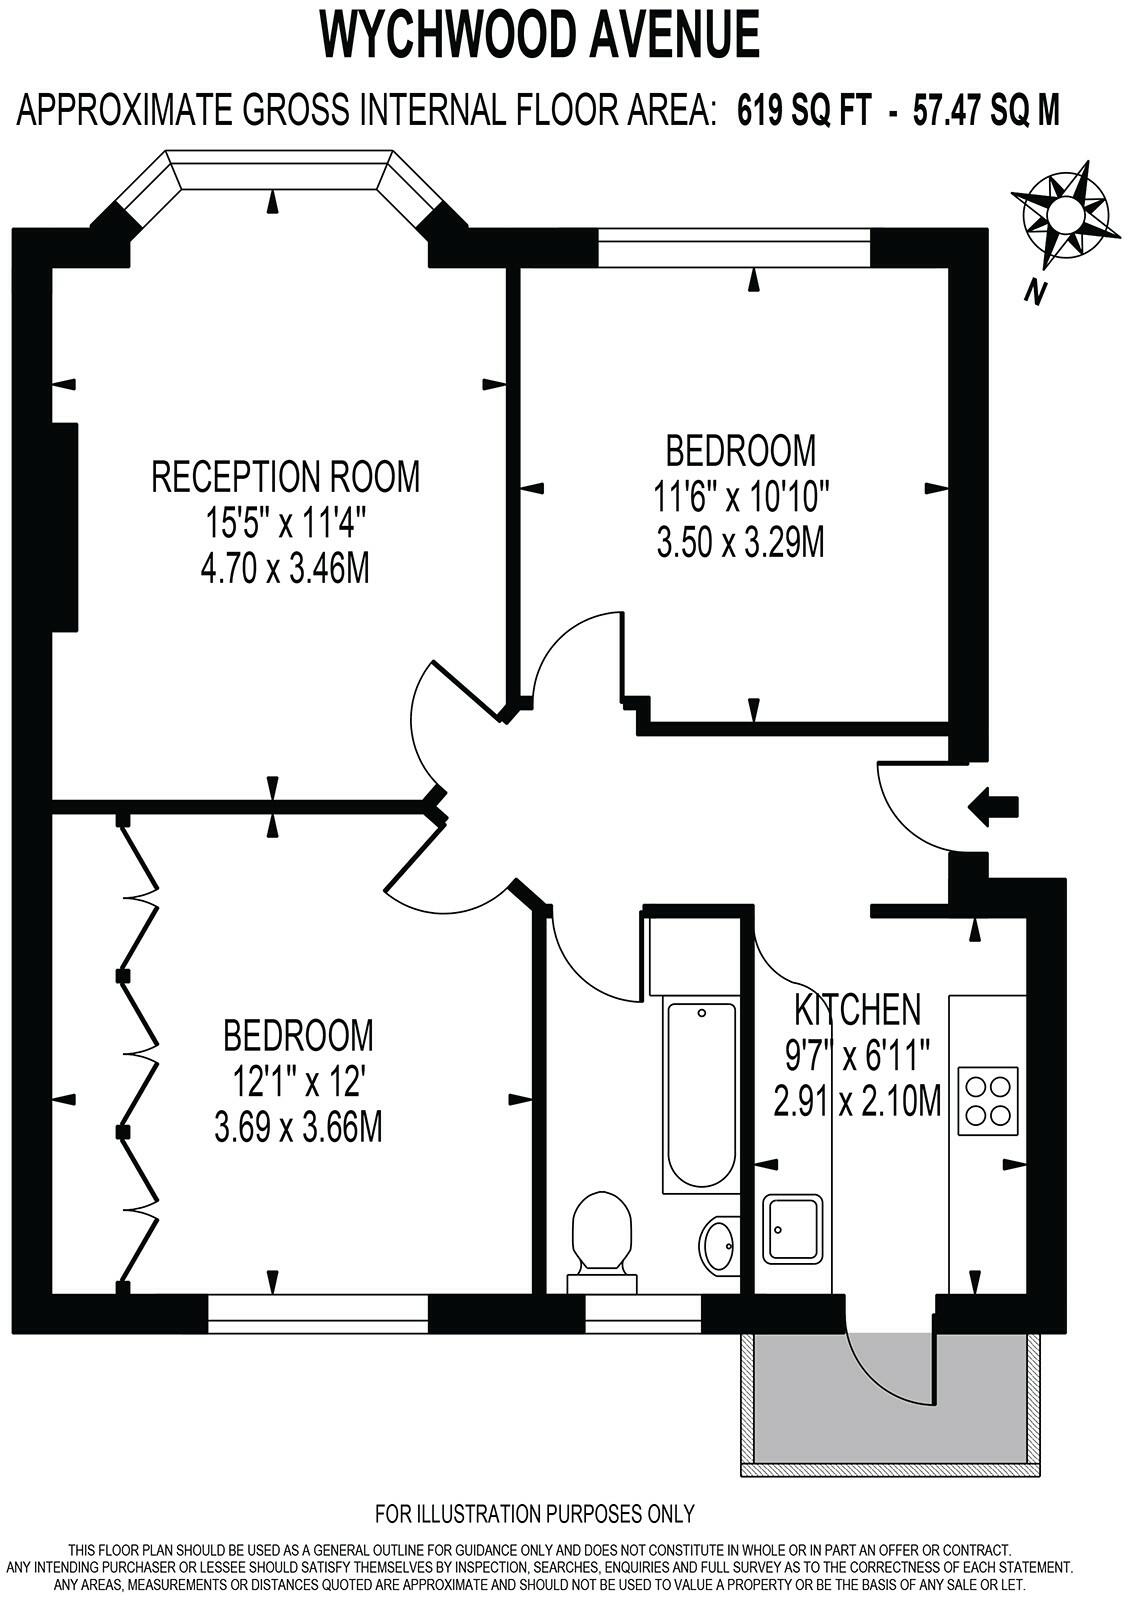 WYCHWOOD AVENUE
APPROXIMATE GROSS INTERNAL FLOOR AREA: 619 SQ FT - 57.47 SQ M
N
RECEPTION ROOM
15'5" x 11'4"
4.70 x 3.46M
BEDROOM
11'6" x 10'10"
3.50 x 3.29M
BEDROOM
12'1" x 12'
3.69 x 3.66M
KITCHEN
9'7" x 6'11"
2.91 x 2.10M
FOR ILLUSTRATION PURPOSES ONLY
THIS FLOOR PLAN SHOULD BE USED AS A GENERAL OUTLINE FOR GUIDANCE ONLY AND DOES NOT CONSTITUTE IN WHOLE OR IN PART AN OFFER OR CONTRACT.
ANY INTENDING PURCHASER OR LESSEE SHOULD SATISFY THEMSELVES BY INSPECTION, SEARCHES, ENQUIRIES AND FULL SURVEY AS TO THE CORRECTNESS OF EACH STATEMENT.
ANY AREAS, MEASUREMENTS OR DISTANCES QUOTED ARE APPROXIMATE AND SHOULD NOT BE USED TO VALUE A PROPERTY OR BE THE BASIS OF ANY SALE OR LET.